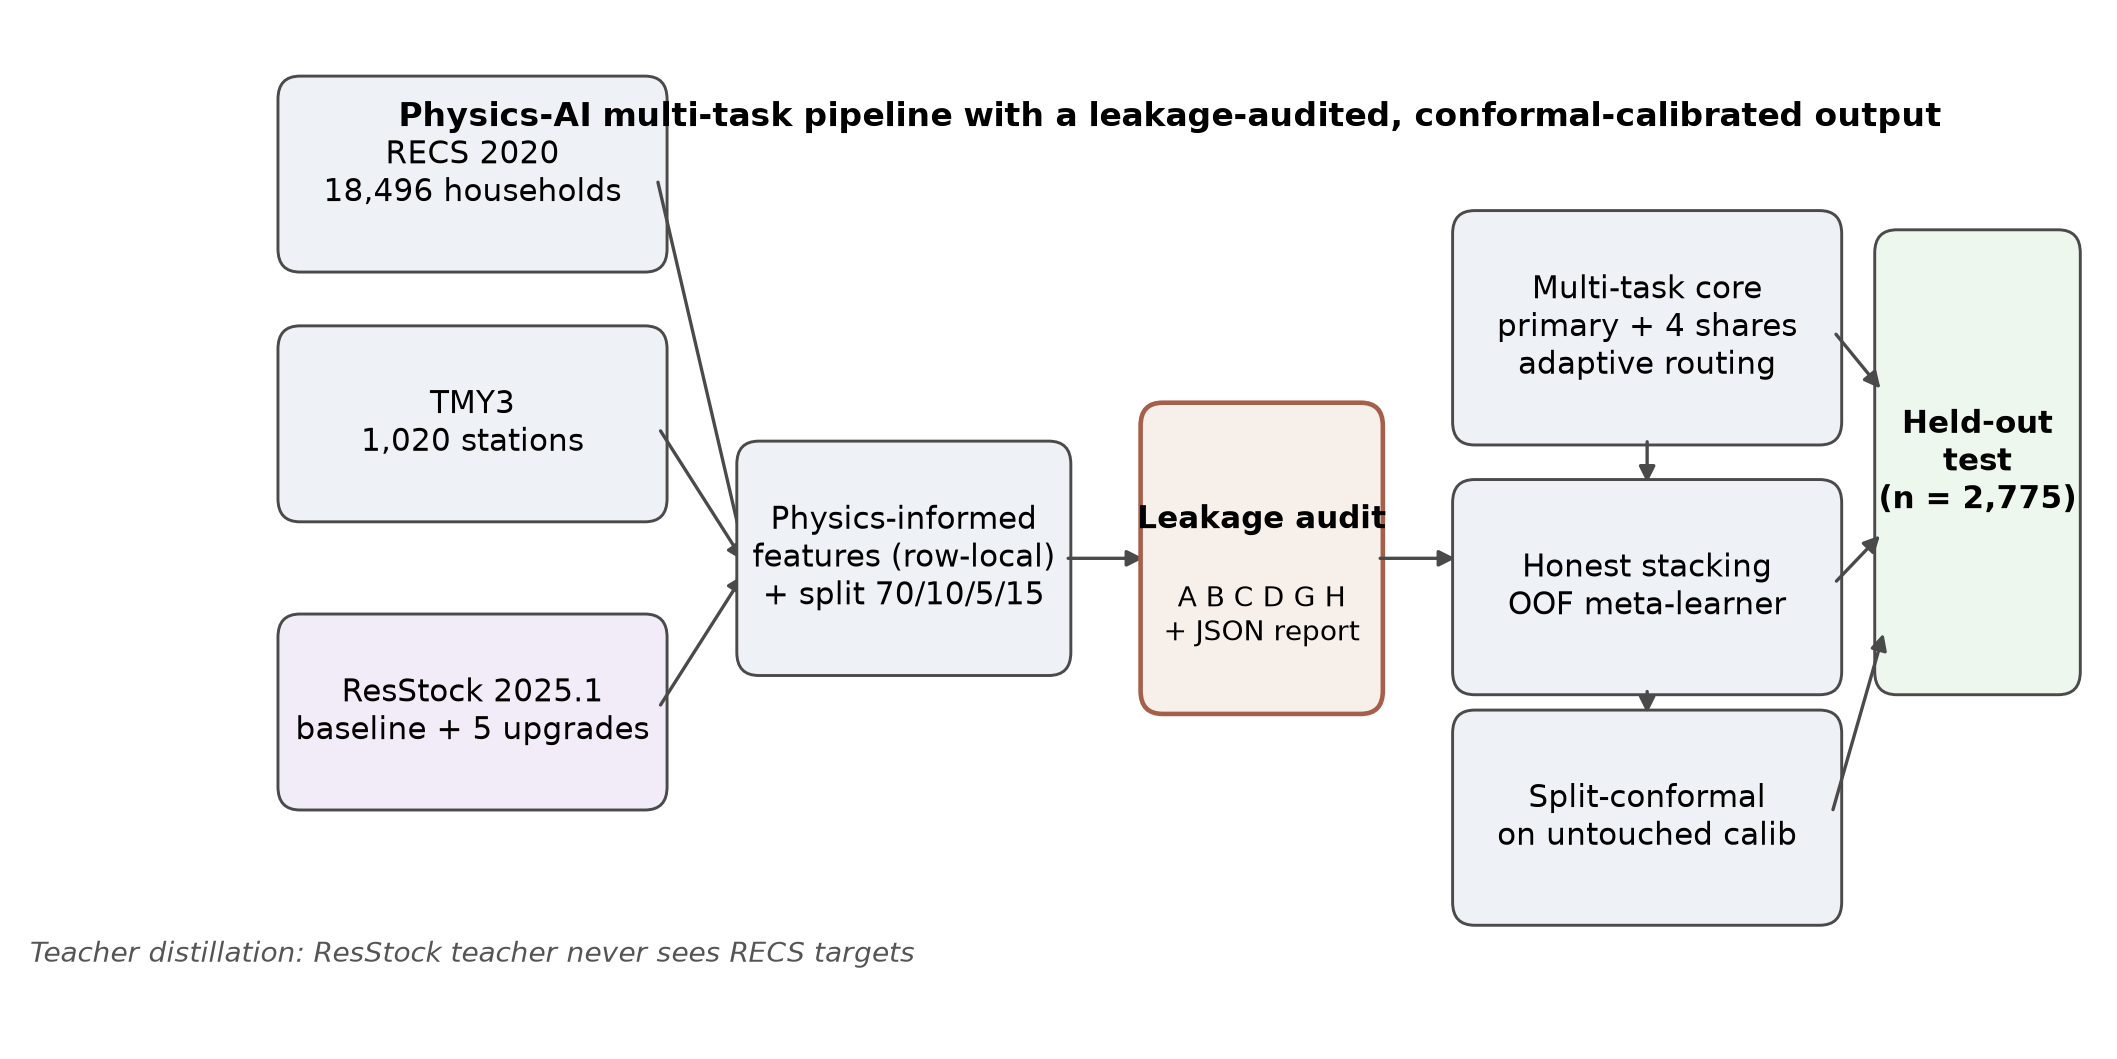 Physics-AI multi-task pipeline with a leakage-audited, conformal-calibrated output
RECS 2020
18,496 households
TMY3
1,020 stations
ResStock 2025.1
baseline + 5 upgrades
Physics-informed
features (row-local)
+ split 70/10/5/15
Leakage audit
A B C D G H
+ JSON report
Multi-task core
primary + 4 shares
adaptive routing
Honest stacking
OOF meta-learner
Split-conformal
on untouched calib
Held-out
test
(n = 2,775)
Teacher distillation: ResStock teacher never sees RECS targets